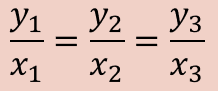 y₁/x₁ = y₂/x₂ = y₃/x₃